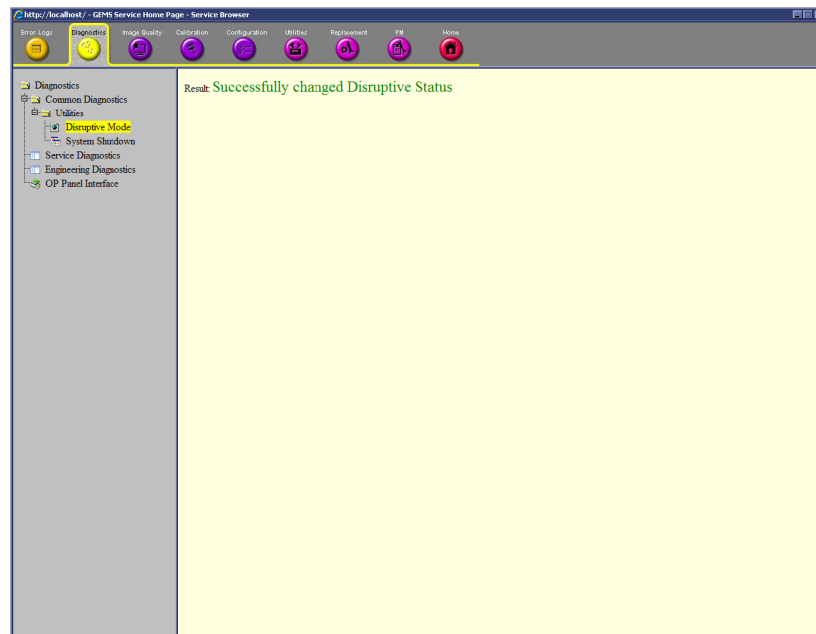 http://localhost/ - GEMS Service Home Page - Service Browser
Error Logs Diagnostics Image Quality Calibration Configuration Utilities Replacement PM Home
Diagnostics
Common Diagnostics
Utilities
Disruptive Mode
System Shutdown
Service Diagnostics
Engineering Diagnostics
OP Panel Interface
Result: Successfully changed Disruptive Status